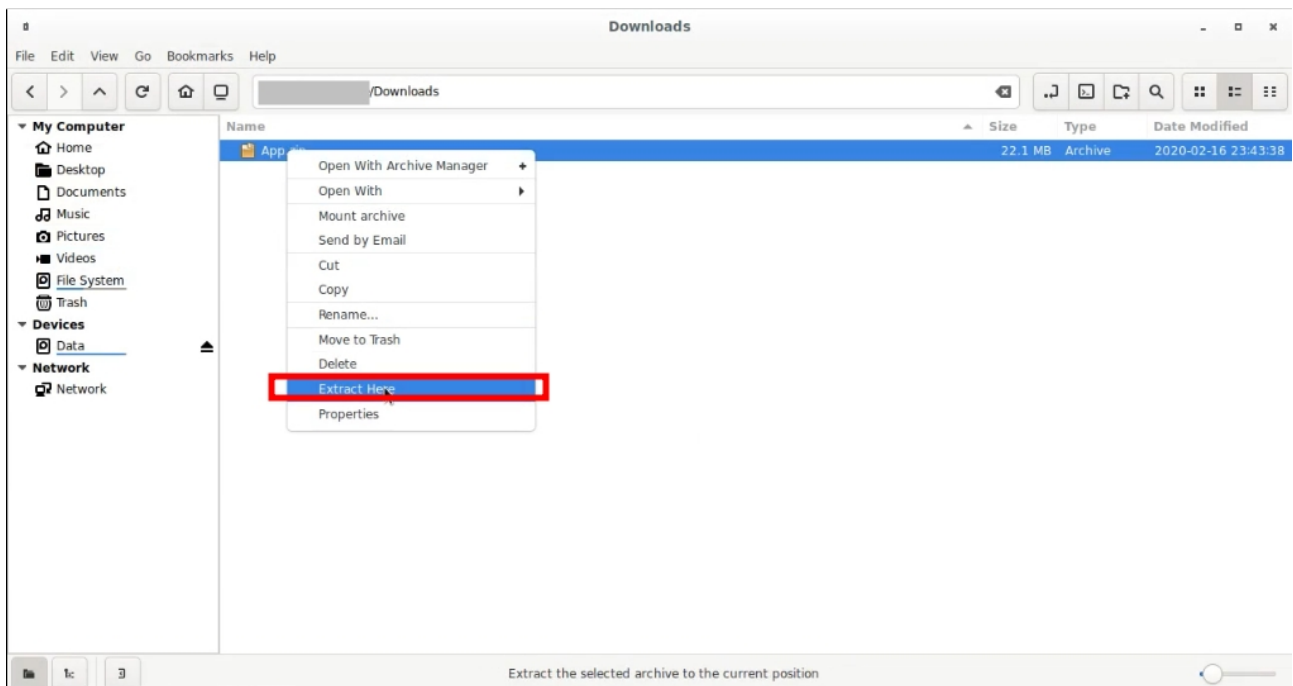 Downloads
File Edit View Go Bookmarks Help
/Downloads
My Computer
Home
Desktop
Documents
Music
Pictures
Videos
File System
Trash
Devices
Data
Network
Network
Name Size Type Date Modified
App.zip 22.1 MB Archive 2020-02-16 23:43:38
Open With Archive Manager
Open With
Mount archive
Send by Email
Cut
Copy
Rename...
Move to Trash
Delete
Extract Here
Properties
Extract the selected archive to the current position